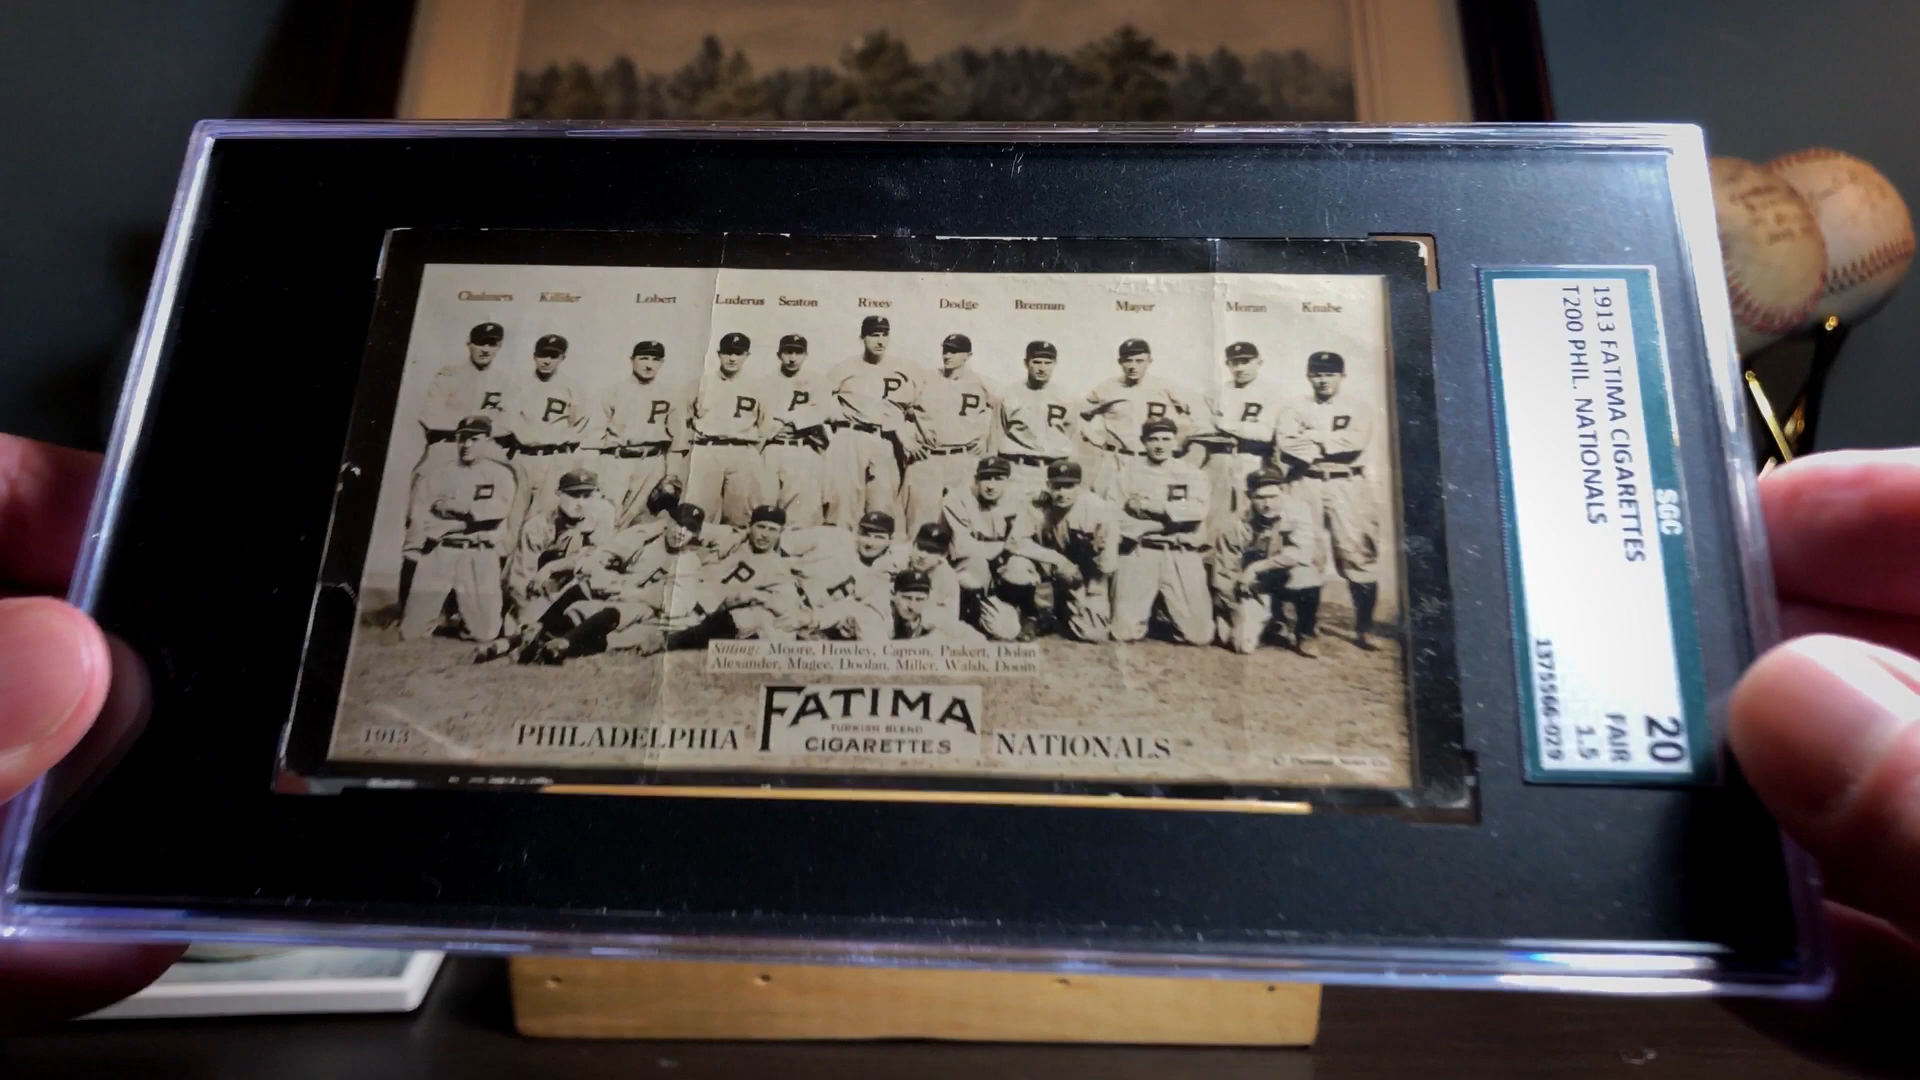 Chalmers Killifer Lobert Luderus Seaton Rixey Dodge Brennan Mayer Moran Knabe
Sitting: Moore, Howley, Capron, Paskert, Dolan
Alexander, Magee, Doolan, Miller, Walsh, Dooin
FATIMA
TURKISH BLEND
CIGARETTES
1913
PHILADELPHIA
NATIONALS
SGC
1913 FATIMA CIGARETTES
T200 PHIL. NATIONALS
20
FAIR
1.5
1375566-029